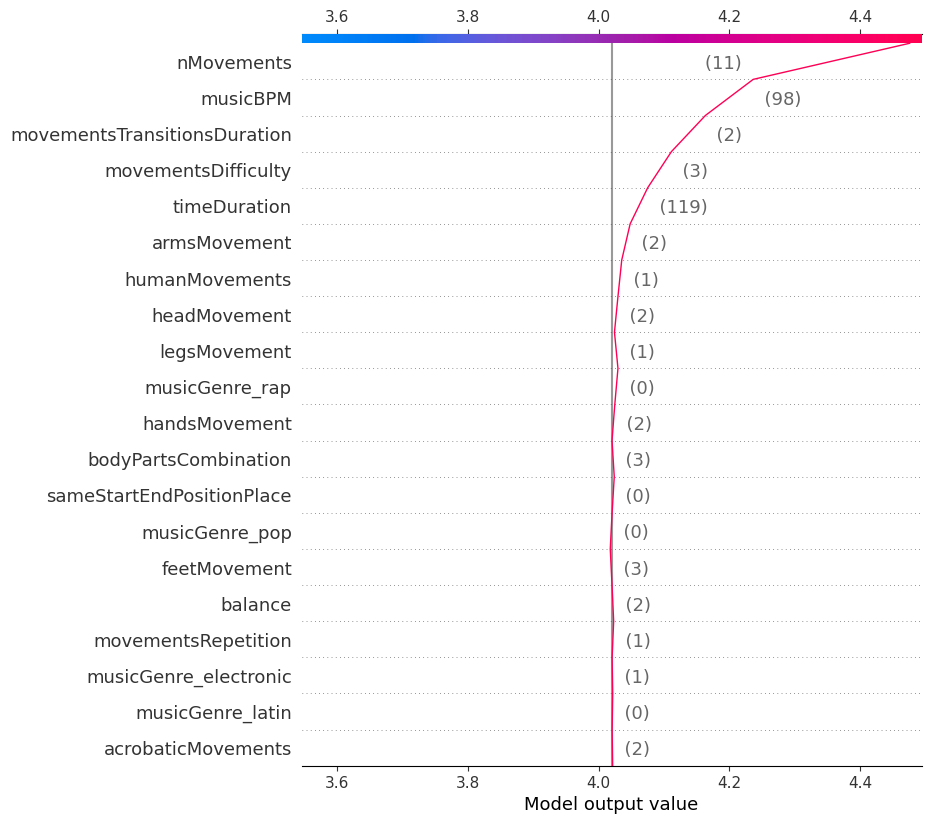 3.6 3.8 4.0 4.2 4.4
nMovements (11)
musicBPM (98)
movementsTransitionsDuration (2)
movementsDifficulty (3)
timeDuration (119)
armsMovement (2)
humanMovements (1)
headMovement (2)
legsMovement (1)
musicGenre_rap (0)
handsMovement (2)
bodyPartsCombination (3)
sameStartEndPositionPlace (0)
musicGenre_pop (0)
feetMovement (3)
balance (2)
movementsRepetition (1)
musicGenre_electronic (1)
musicGenre_latin (0)
acrobaticMovements (2)
3.6 3.8 4.0 4.2 4.4
Model output value